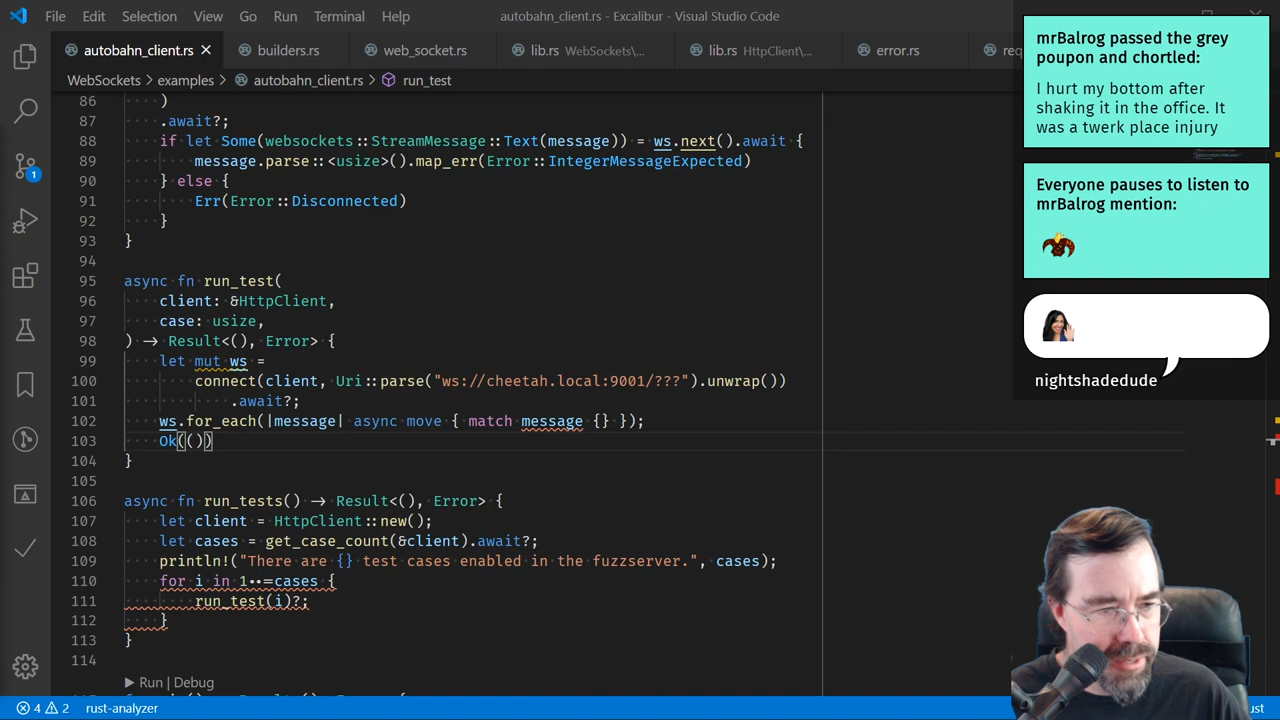 File Edit Selection View Go Run Terminal Help
autobahn_client.rs - Excalibur - Visual Studio Code
autobahn_client.rs
builders.rs
web_socket.rs
lib.rs WebSockets\...
lib.rs HttpClient\...
error.rs
req
WebSockets > examples > autobahn_client.rs > run_test
86 )
87 .await?;
88 if let Some(websockets::StreamMessage::Text(message)) = ws.next().await {
89 message.parse::<usize>().map_err(Error::IntegerMessageExpected)
90 } else {
91 Err(Error::Disconnected)
92 }
93 }
94
95 async fn run_test(
96 client: &HttpClient,
97 case: usize,
98 ) -> Result<(), Error> {
99 let mut ws =
100 connect(client, Uri::parse("ws://cheetah.local:9001/???").unwrap())
101 .await?;
102 ws.for_each(|message| async move { match message {} });
103 Ok(())
104 }
105
106 async fn run_tests() -> Result<(), Error> {
107 let client = HttpClient::new();
108 let cases = get_case_count(&client).await?;
109 println!("There are {} test cases enabled in the fuzzserver.", cases);
110 for i in 1..=cases {
111 run_test(i)?;
112 }
113 }
114
Run | Debug
1
4 2 rust-analyzer
mrBalrog passed the grey
poupon and chortled:
I hurt my bottom after
shaking it in the office. It
was a twerk place injury
Everyone pauses to listen to
mrBalrog mention:
nightshadedude